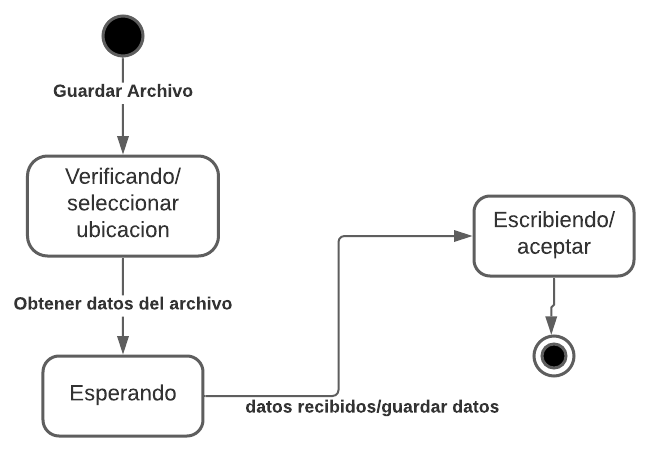 Guardar Archivo
Verificando/
seleccionar
ubicacion
Obtener datos del archivo
Esperando
datos recibidos/guardar datos
Escribiendo/
aceptar